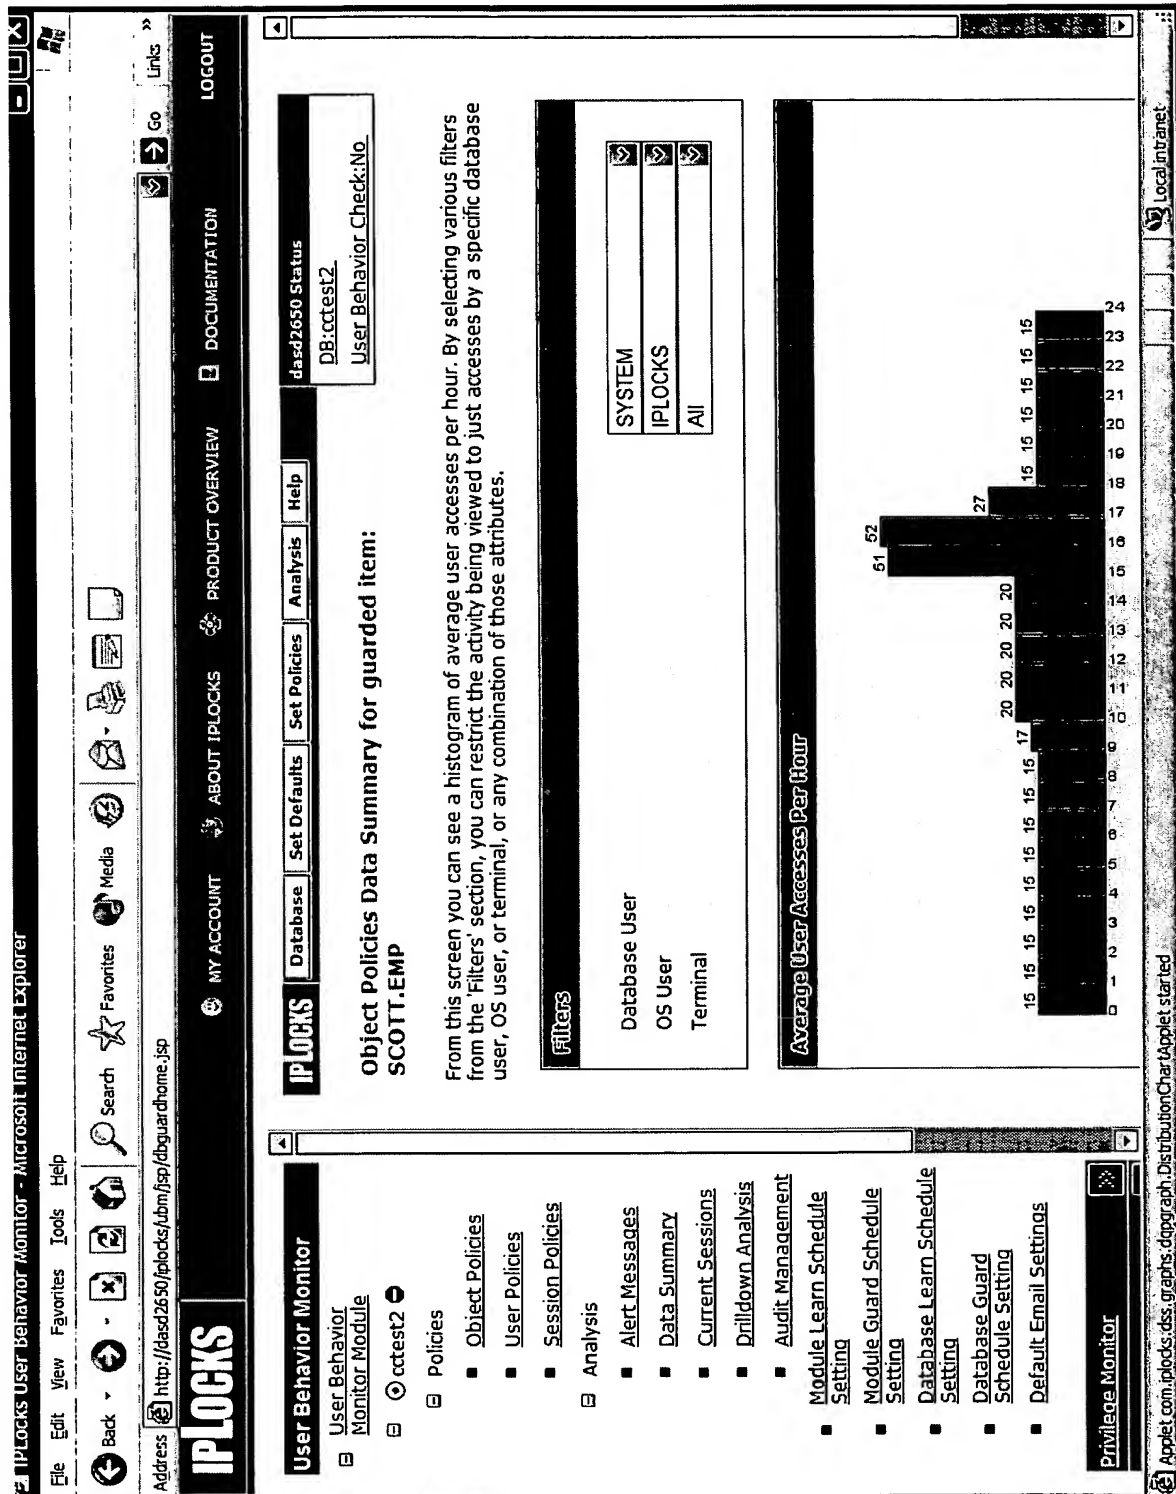 IPLocks User Behavior Monitor - Microsoft Internet Explorer
File Edit View Favorites Tools Help
Back Search Favorites Media
Address http://dasd2650/iplocks/ubm/jsp/dbguardhome.jsp Go Links »
IPLOCKS MY ACCOUNT ABOUT IPLOCKS PRODUCT OVERVIEW DOCUMENTATION LOGOUT
User Behavior Monitor
User Behavior
Monitor Module
cctest2
Policies
Object Policies
User Policies
Session Policies
Analysis
Alert Messages
Data Summary
Current Sessions
Drilldown Analysis
Audit Management
Module Learn Schedule
Setting
Module Guard Schedule
Setting
Database Learn Schedule
Setting
Database Guard
Schedule Setting
Default Email Settings
Privilege Monitor
IPLOCKS Database Set Defaults Set Policies Analysis Help
dasd2650 Status
DB:cctest2
User Behavior Check:No
Object Policies Data Summary for guarded item:
SCOTT.EMP
From this screen you can see a histogram of average user accesses per hour. By selecting various filters
from the 'Filters' section, you can restrict the activity being viewed to just accesses by a specific database
user, OS user, or terminal, or any combination of those attributes.
Filters
Database User SYSTEM
OS User IPLOCKS
Terminal All
Average User Accesses Per Hour
15 15 15 15 15 15 15 15 15 17 20 20 20 20 20 51 52 27 15 15 15 15 15 15
0 1 2 3 4 5 6 7 8 9 10 11 12 13 14 15 16 17 18 19 20 21 22 23 24
Applet com.iplocks.dss.graphs.dcpgraph.DistributionChartApplet started Local intranet